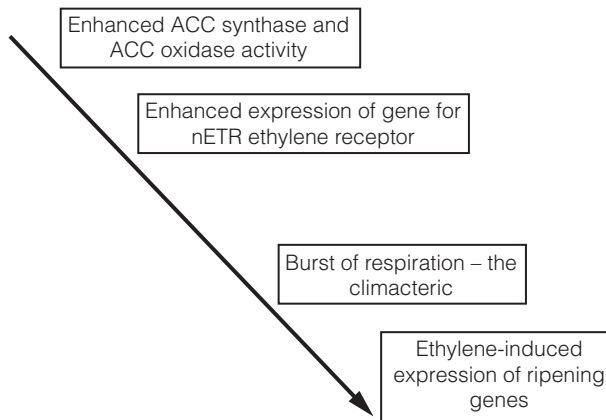 Enhanced ACC synthase and
ACC oxidase activity
Enhanced expression of gene for
nETR ethylene receptor
Burst of respiration – the
climacteric
Ethylene-induced
expression of ripening
genes